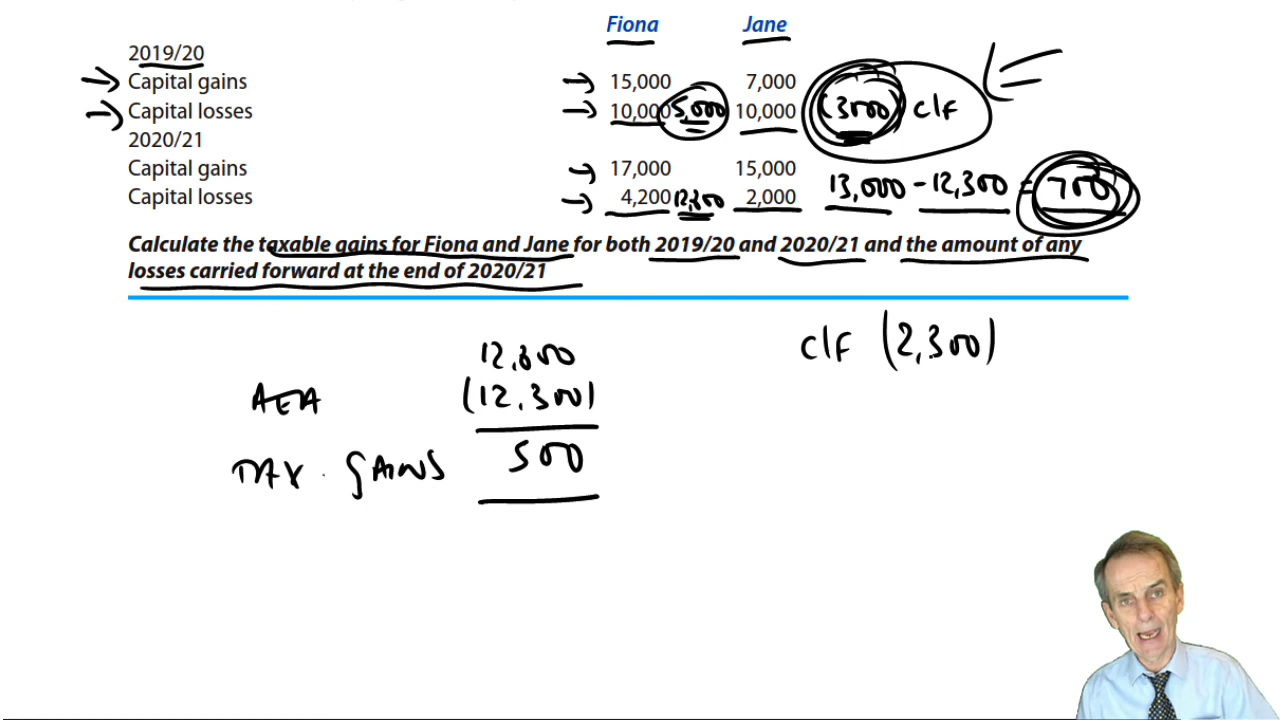 Fiona Jane
2019/20
Capital gains 15,000 7,000
Capital losses 10,000 5,000 10,000 (3000) c/f
2020/21
Capital gains 17,000 15,000
Capital losses 4,200 12,300 2,000 13,000 - 12,300 = 700
Calculate the taxable gains for Fiona and Jane for both 2019/20 and 2020/21 and the amount of any
losses carried forward at the end of 2020/21
12,800 c/f (2,300)
AEA (12,300)
TAX. GAINS 500